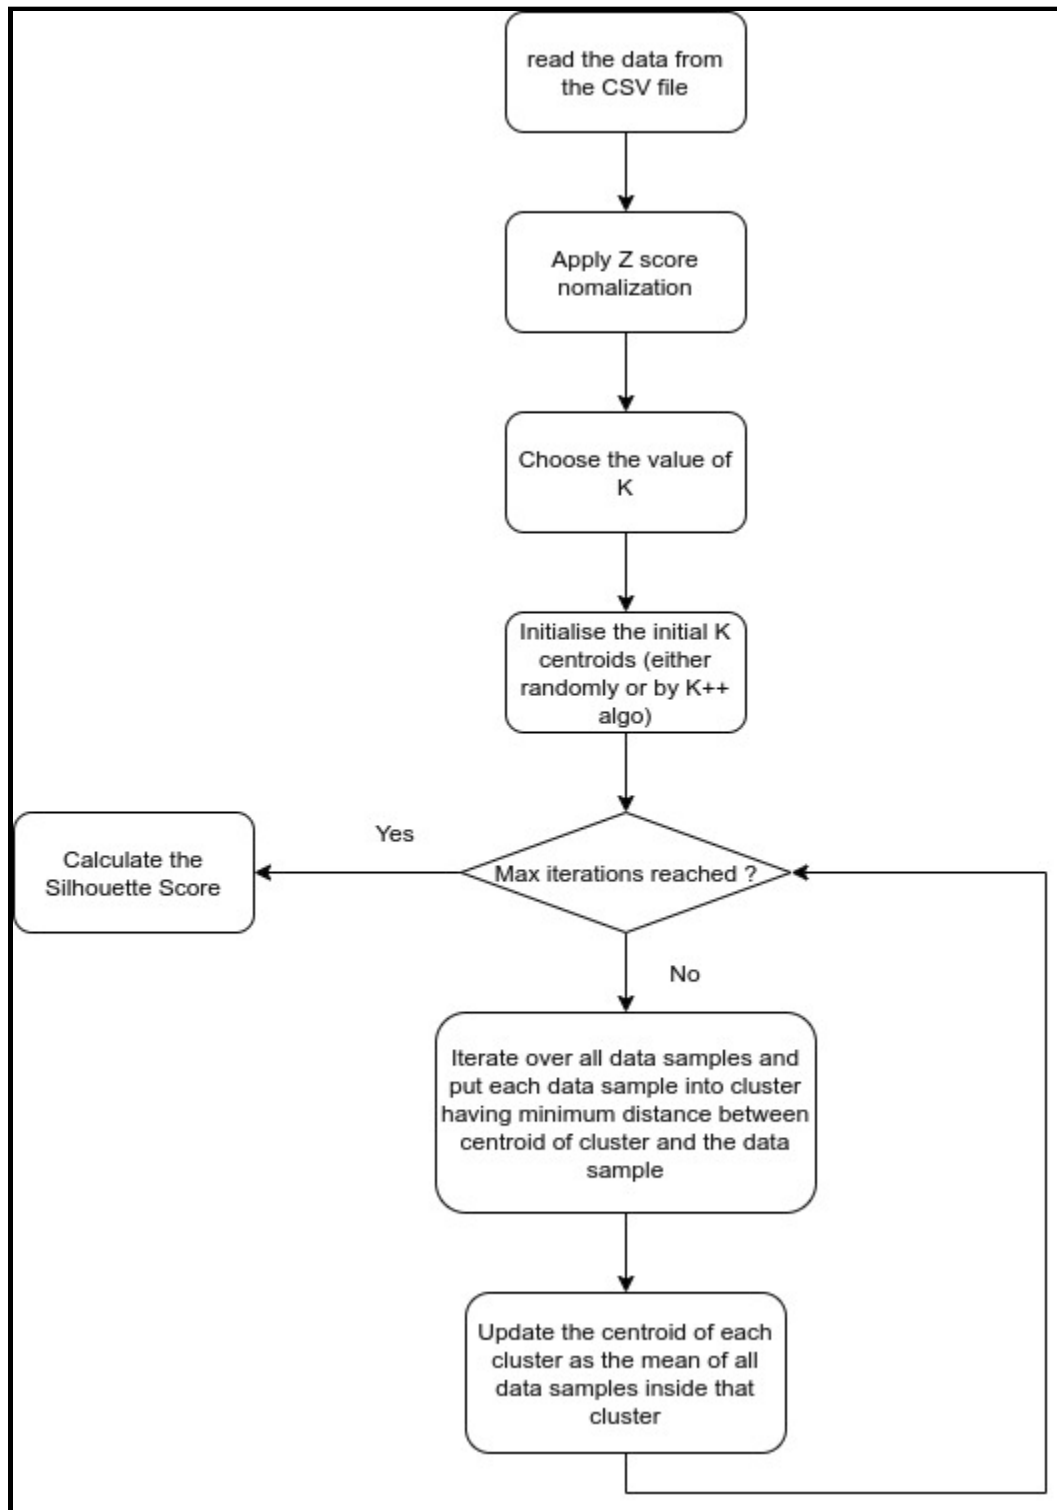 read the data from
the CSV file
Apply Z score
nomalization
Choose the value of
K
Initialise the initial K
centroids (either
randomly or by K++
algo)
Yes
Calculate the
Silhouette Score
Max iterations reached ?
No
Iterate over all data samples and
put each data sample into cluster
having minimum distance between
centroid of cluster and the data
sample
Update the centroid of each
cluster as the mean of all
data samples inside that
cluster